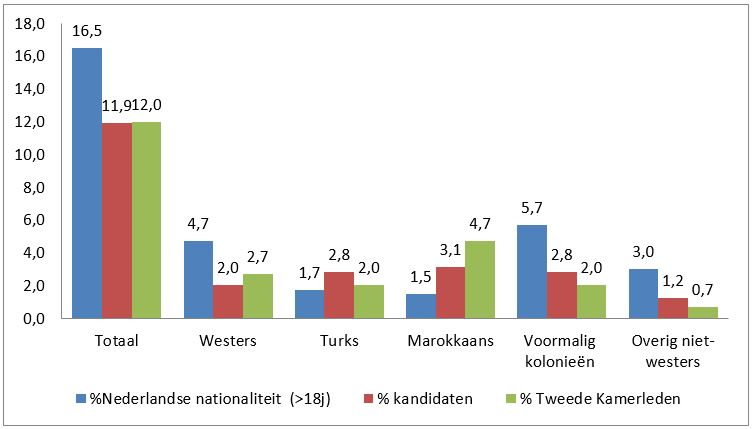 18,0
16,0
14,0
12,0
10,0
8,0
6,0
4,0
2,0
0,0
16,5
11,9
12,0
4,7
2,0
2,7
1,7
2,8
2,0
1,5
3,1
4,7
5,7
2,8
2,0
3,0
1,2
0,7
Totaal
Westers
Turks
Marokkaans
Voormalig
kolonieën
Overig niet-
westers
%Nederlandse nationaliteit (>18j)
% kandidaten
% Tweede Kamerleden